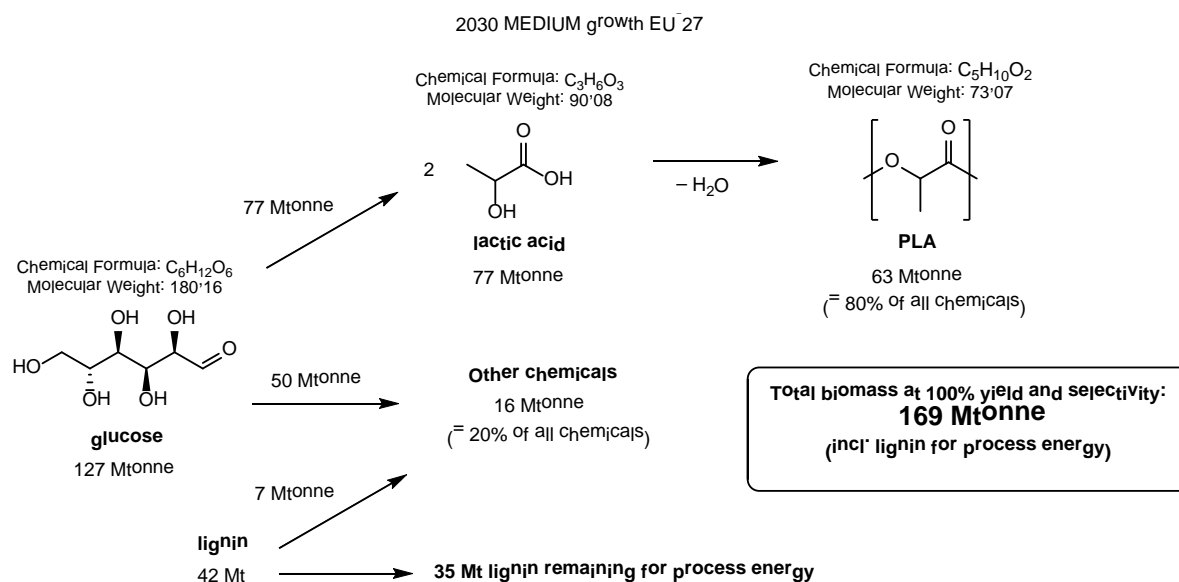 2030 MEDIUM growth EU-27
Chemical Formula: C₃H₆O₃
Molecular Weight: 90.08
O
OH
OH
2
lactic acid
77 Mtonne
– H₂O
Chemical Formula: C₅H₁₀O₂
Molecular Weight: 73.07
O
O
PLA
63 Mtonne
(= 80% of all chemicals)
77 Mtonne
Chemical Formula: C₆H₁₂O₆
Molecular Weight: 180.16
OH
OH
O
HO
OH
OH
glucose
127 Mtonne
50 Mtonne
Other chemicals
16 Mtonne
(= 20% of all chemicals)
7 Mtonne
lignin
42 Mt
35 Mt lignin remaining for process energy
Total biomass at 100% yield and selectivity:
169 Mtonne
(incl. lignin for process energy)